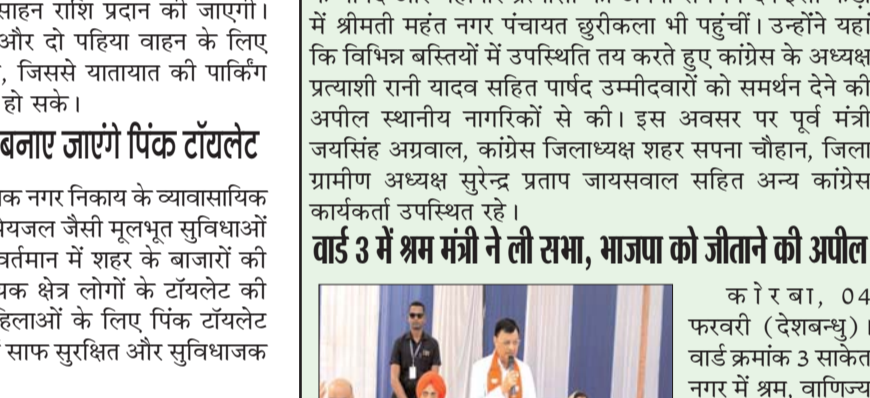 साहन राशि प्रदान की जाएगी।
और दो पहिया वाहन के लिए
, जिससे यातायात की पार्किंग
हो सके।
बनाए जाएंगे पिंक टॉयलेट
क नगर निकाय के व्यावासायिक
पेयजल जैसी मूलभूत सुविधाओं
वर्तमान में शहर के बाजारों की
यक क्षेत्र लोगों के टॉयलेट की
हिलाओं के लिए पिंक टॉयलेट
साफ सुरक्षित और सुविधाजक
में श्रीमती महंत नगर पंचायत छुरीकला भी पहुंचीं। उन्होंने यहां
कि विभिन्न बस्तियों में उपस्थिति तय करते हुए कांग्रेस के अध्यक्ष
प्रत्याशी रानी यादव सहित पार्षद उम्मीदवारों को समर्थन देने की
अपील स्थानीय नागरिकों से की। इस अवसर पर पूर्व मंत्री
जयसिंह अग्रवाल, कांग्रेस जिलाध्यक्ष शहर सपना चौहान, जिला
ग्रामीण अध्यक्ष सुरेन्द्र प्रताप जायसवाल सहित अन्य कांग्रेस
कार्यकर्ता उपस्थित रहे।
वार्ड 3 में श्रम मंत्री ने ली सभा, भाजपा को जीताने की अपील
कोरबा, 04
फरवरी (देशबन्धु)।
वार्ड क्रमांक 3 साकेत
नगर में श्रम, वाणिज्य